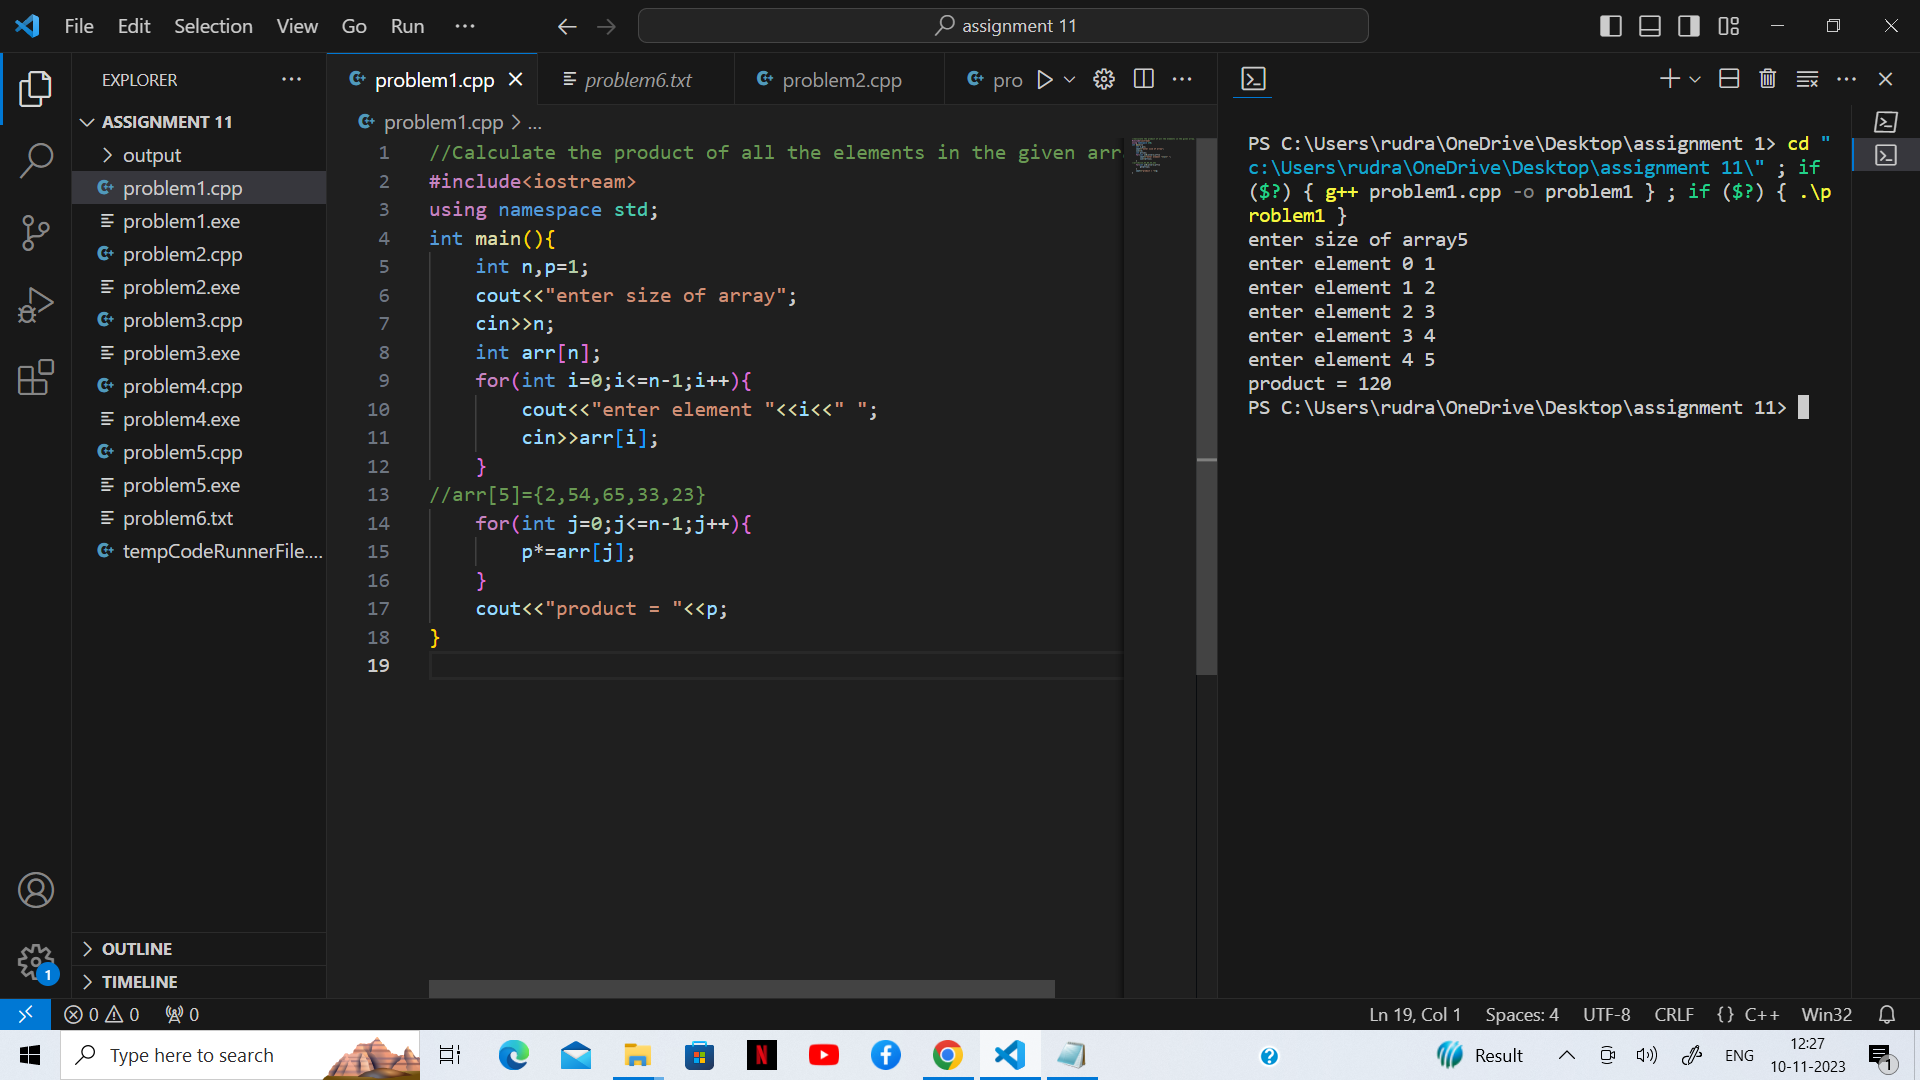 File Edit Selection View Go Run ... assignment 11
EXPLORER ...
ASSIGNMENT 11
output
problem1.cpp
problem1.exe
problem2.cpp
problem2.exe
problem3.cpp
problem3.exe
problem4.cpp
problem4.exe
problem5.cpp
problem5.exe
problem6.txt
tempCodeRunnerFile....
OUTLINE
TIMELINE
problem1.cpp problem6.txt problem2.cpp pro
problem1.cpp > ...
1 //Calculate the product of all the elements in the given arr
2 #include<iostream>
3 using namespace std;
4 int main(){
5 int n,p=1;
6 cout<<"enter size of array";
7 cin>>n;
8 int arr[n];
9 for(int i=0;i<=n-1;i++){
10 cout<<"enter element "<<i<<" ";
11 cin>>arr[i];
12 }
13 //arr[5]={2,54,65,33,23}
14 for(int j=0;j<=n-1;j++){
15 p*=arr[j];
16 }
17 cout<<"product = "<<p;
18 }
19
PS C:\Users\rudra\OneDrive\Desktop\assignment 1> cd "
c:\Users\rudra\OneDrive\Desktop\assignment 11\" ; if
($?) { g++ problem1.cpp -o problem1 } ; if ($?) { .\p
roblem1 }
enter size of array5
enter element 0 1
enter element 1 2
enter element 2 3
enter element 3 4
enter element 4 5
product = 120
PS C:\Users\rudra\OneDrive\Desktop\assignment 11>
1
0 0 0 Ln 19, Col 1 Spaces: 4 UTF-8 CRLF {} C++ Win32
Type here to search N Result ENG 12:27
10-11-2023 1